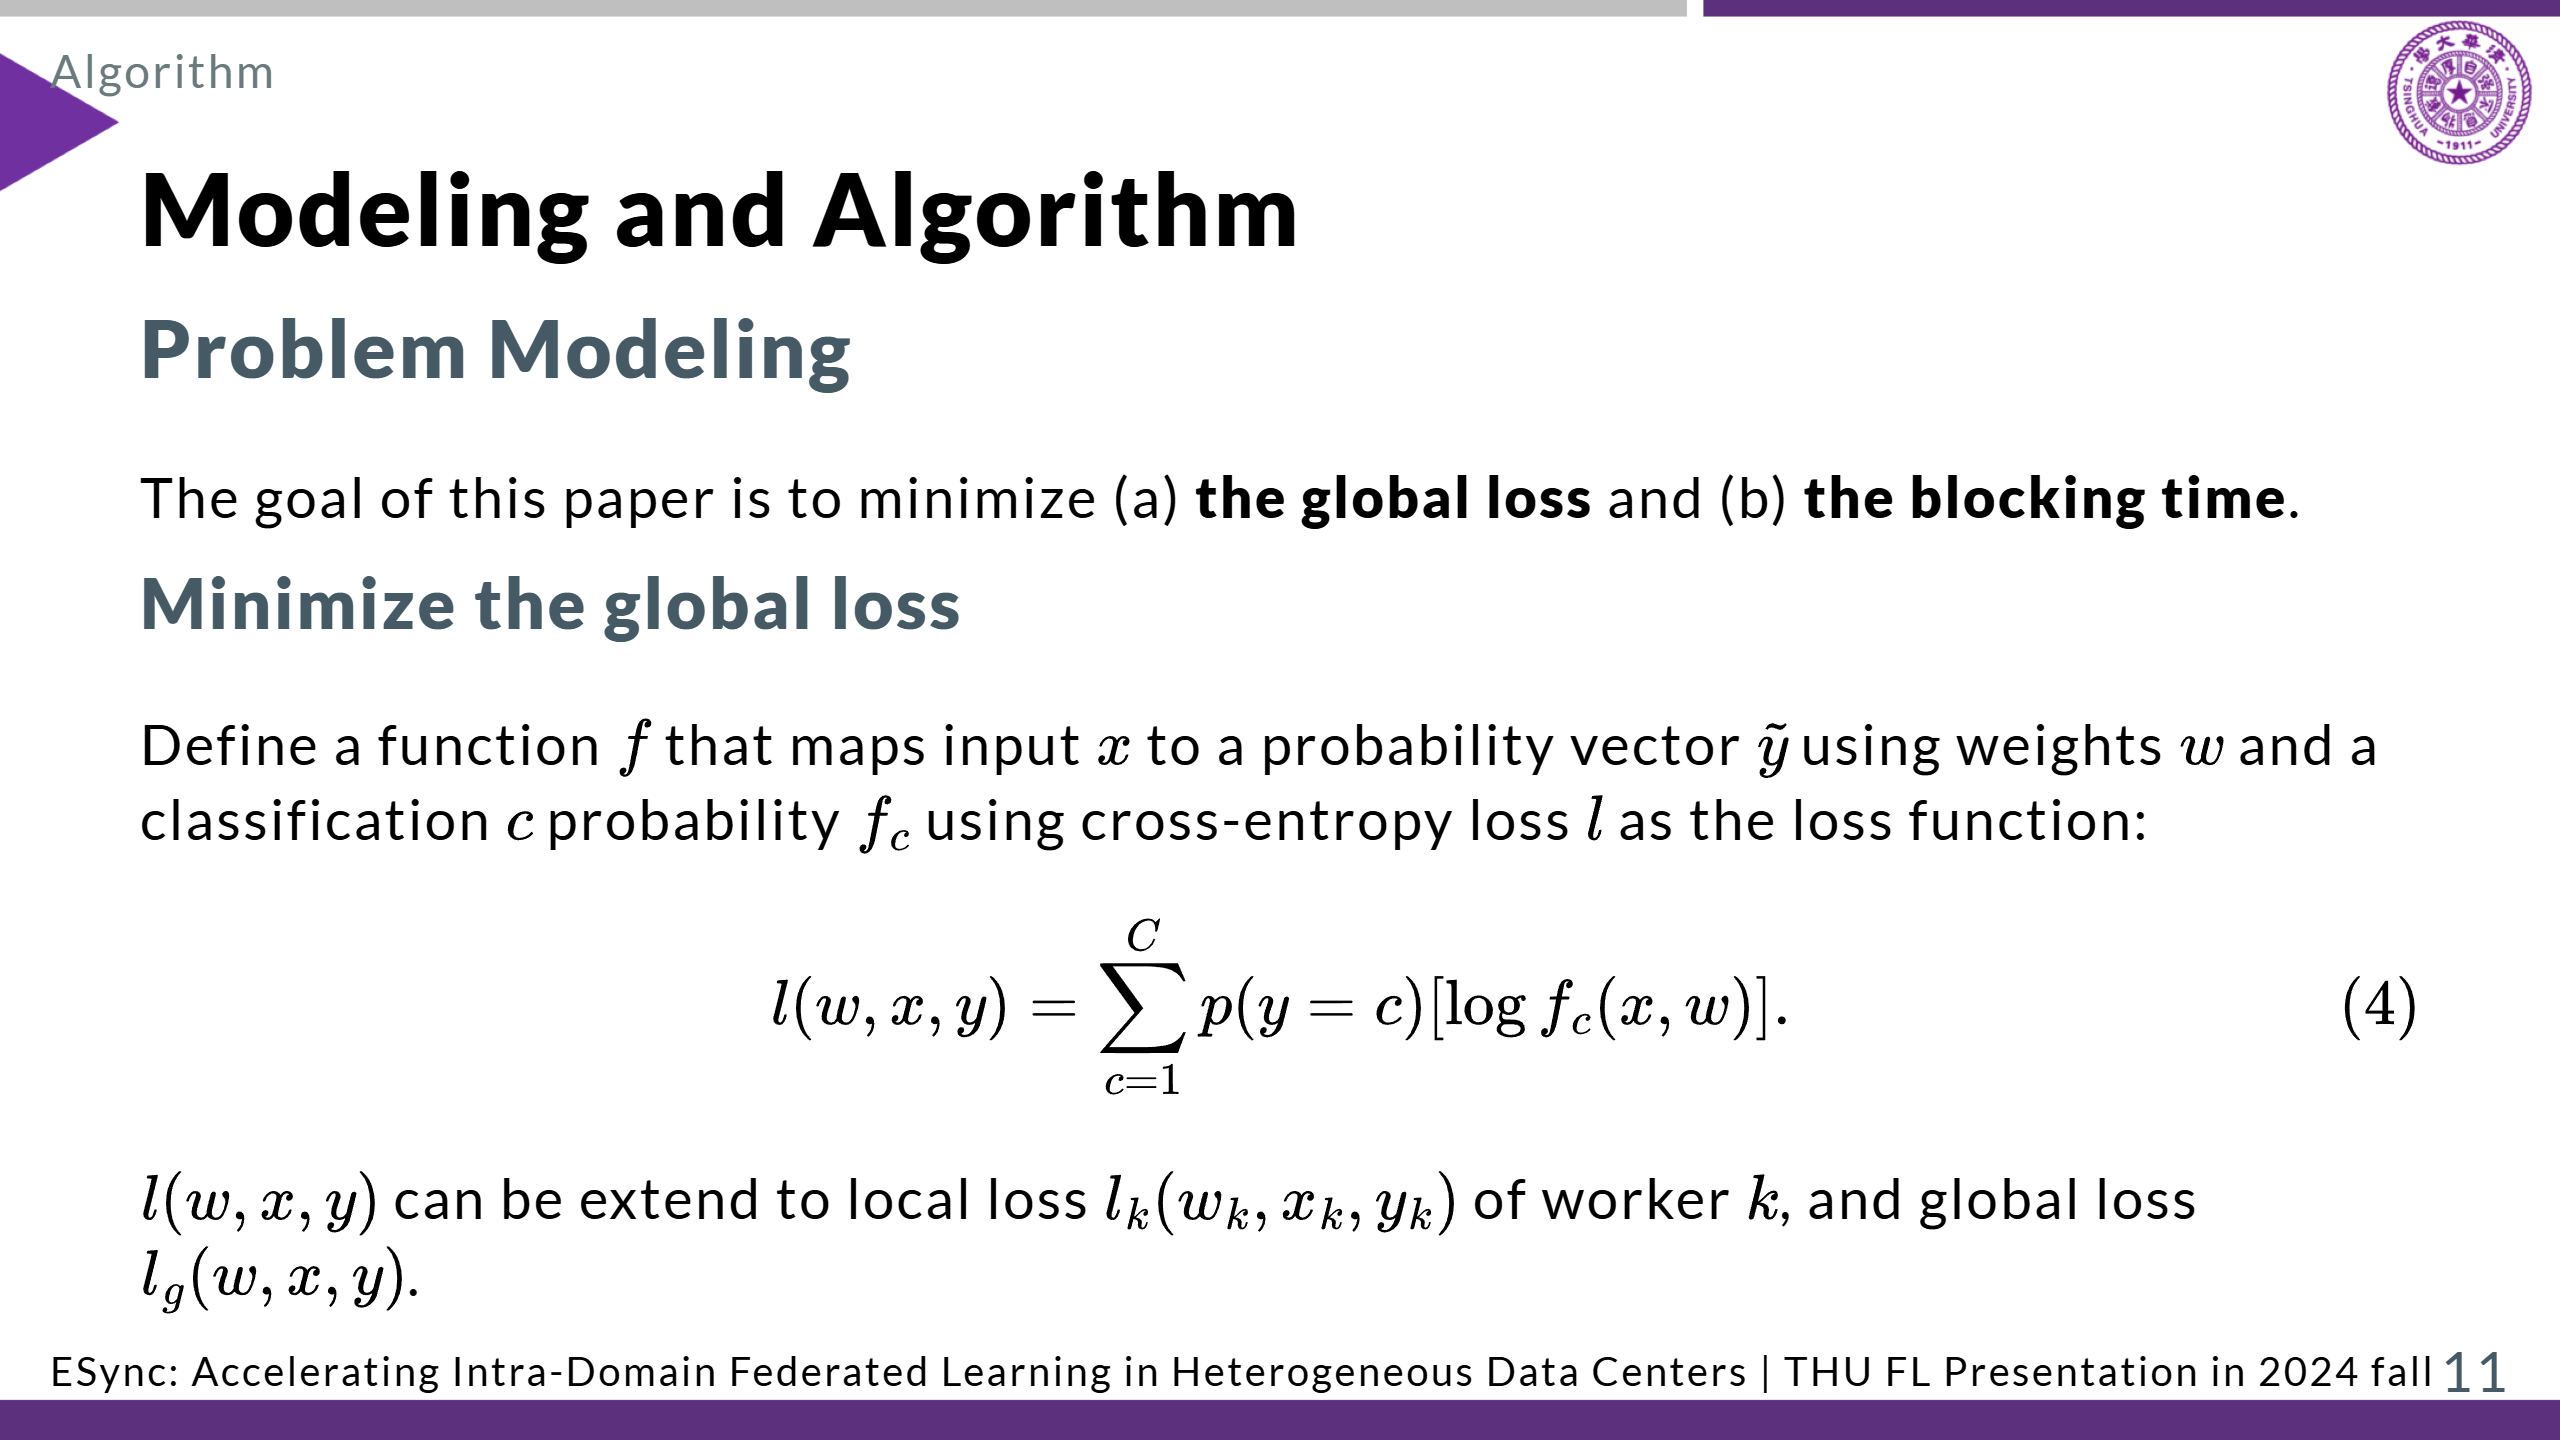 Algorithm
TSINGHUA UNIVERSITY
-1911-
Modeling and Algorithm
Problem Modeling
The goal of this paper is to minimize (a) the global loss and (b) the blocking time.
Minimize the global loss
Define a function f that maps input x to a probability vector ỹ using weights w and a
classification c probability f_c using cross-entropy loss l as the loss function:
l(w, x, y) = \sum_{c=1}^{C} p(y = c)[log f_c(x, w)]. (4)
l(w, x, y) can be extend to local loss l_k(w_k, x_k, y_k) of worker k, and global loss
l_g(w, x, y).
ESync: Accelerating Intra-Domain Federated Learning in Heterogeneous Data Centers | THU FL Presentation in 2024 fall 11